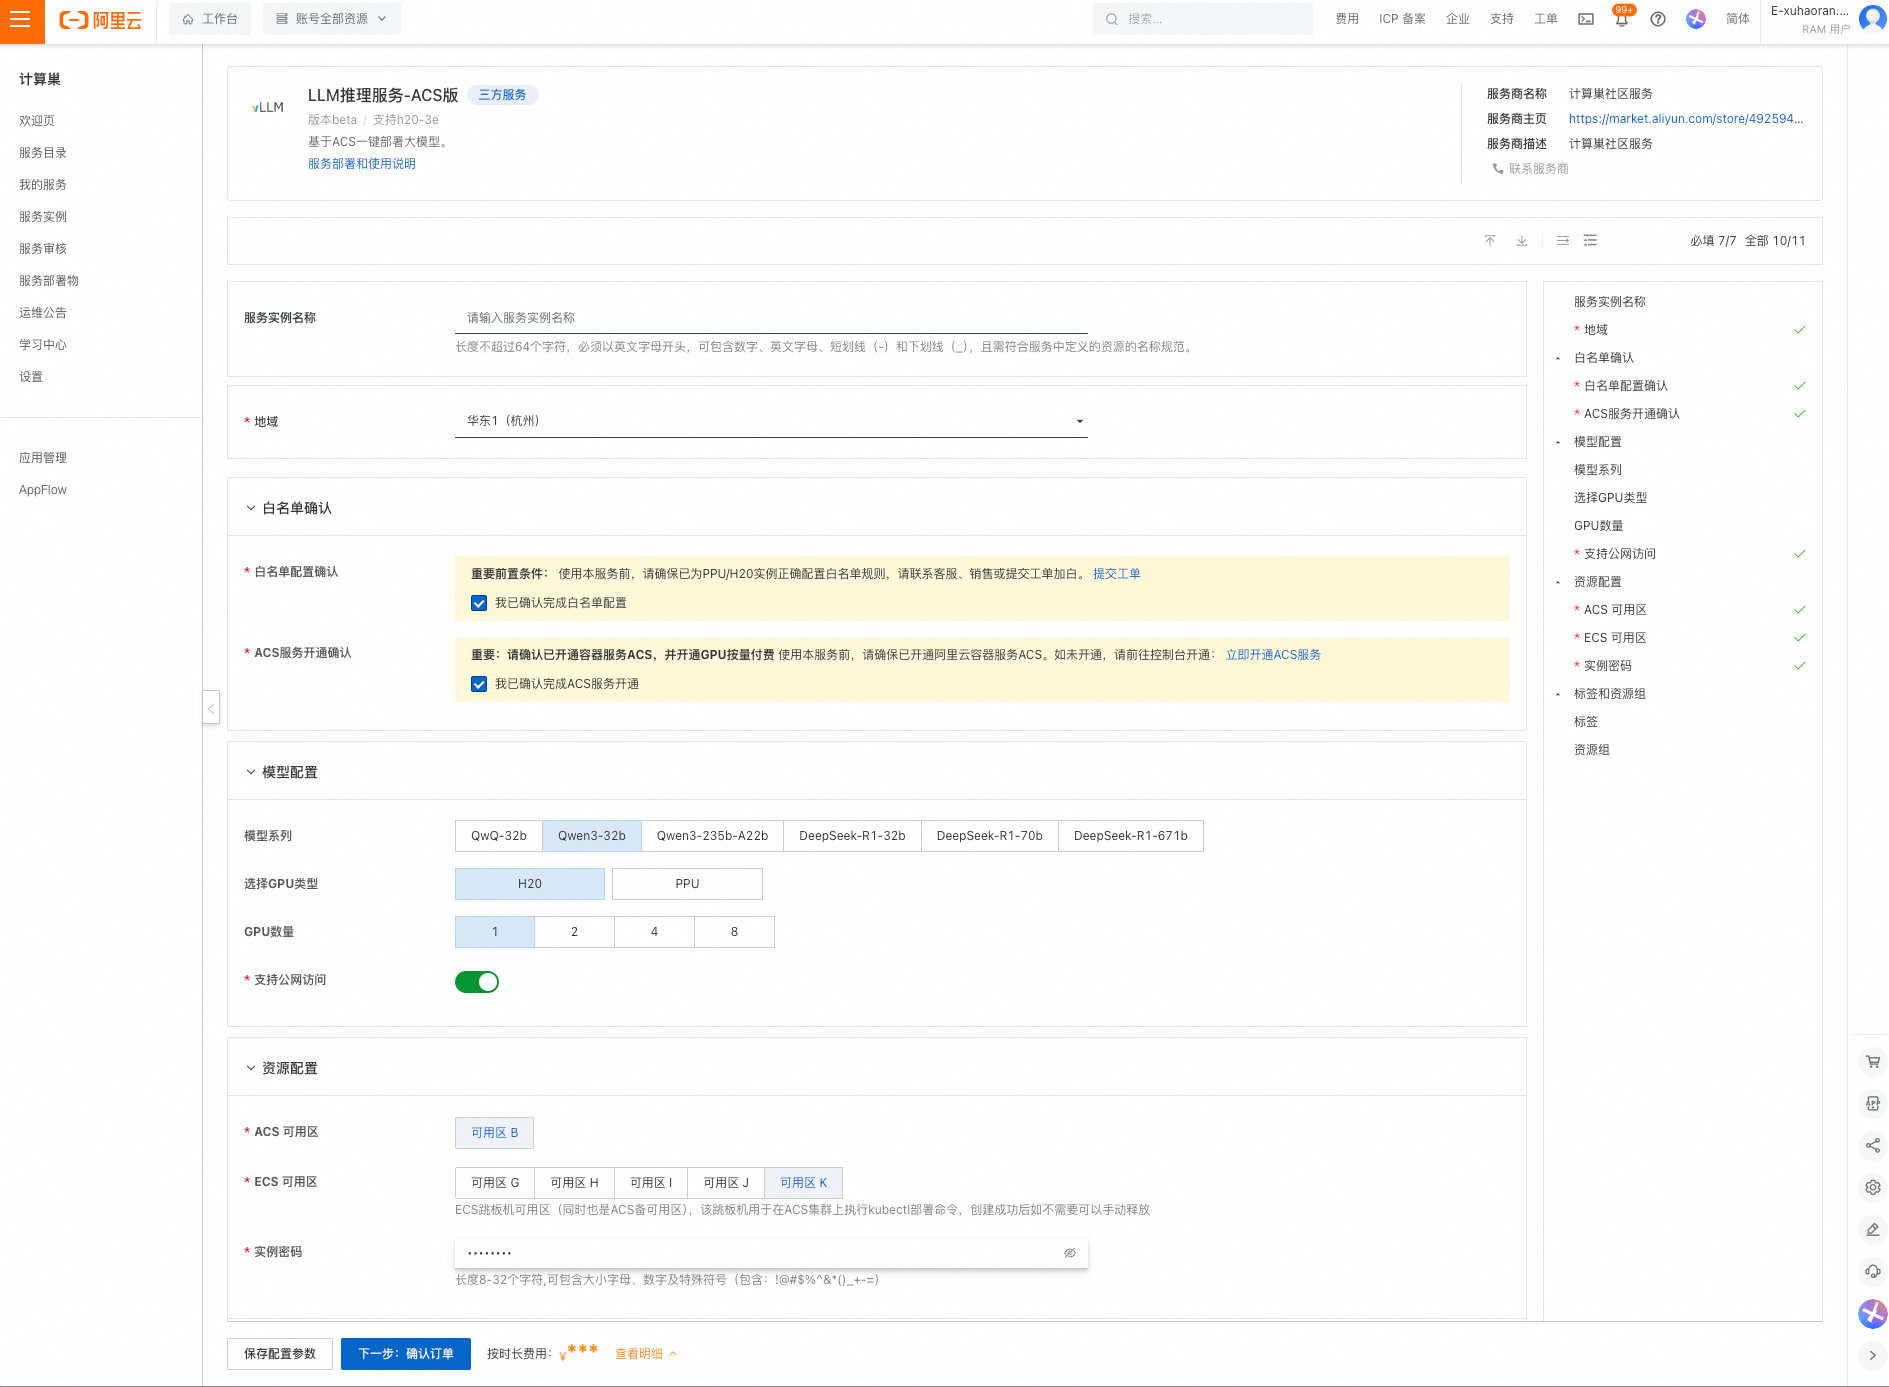 阿里云
工作台
账号全部资源
搜索...
费用
ICP 备案
企业
支持
工单
99+
简体
E-xuhaoran....
RAM 用户
计算巢
欢迎页
服务目录
我的服务
服务实例
服务审核
服务部署物
运维公告
学习中心
设置
应用管理
AppFlow
vLLM
LLM推理服务-ACS版 三方服务
版本beta / 支持h20-3e
基于ACS一键部署大模型。
服务部署和使用说明
服务商名称 计算巢社区服务
服务商主页 https://market.aliyun.com/store/492594...
服务商描述 计算巢社区服务
联系服务商
必填 7/7 全部 10/11
服务实例名称 请输入服务实例名称
长度不超过64个字符，必须以英文字母开头，可包含数字、英文字母、短划线（-）和下划线（_），且需符合服务中定义的资源的名称规范。
* 地域 华东1（杭州）
白名单确认
* 白名单配置确认
重要前置条件： 使用本服务前，请确保已为PPU/H20实例正确配置白名单规则，请联系客服、销售或提交工单加白。 提交工单
我已确认完成白名单配置
* ACS服务开通确认
重要：请确认已开通容器服务ACS，并开通GPU按量付费 使用本服务前，请确保已开通阿里云容器服务ACS。如未开通，请前往控制台开通： 立即开通ACS服务
我已确认完成ACS服务开通
模型配置
模型系列 QwQ-32b Qwen3-32b Qwen3-235b-A22b DeepSeek-R1-32b DeepSeek-R1-70b DeepSeek-R1-671b
选择GPU类型 H20 PPU
GPU数量 1 2 4 8
* 支持公网访问
资源配置
* ACS 可用区 可用区 B
* ECS 可用区 可用区 G 可用区 H 可用区 I 可用区 J 可用区 K
ECS跳板机可用区（同时也是ACS备可用区），该跳板机用于在ACS集群上执行kubectl部署命令，创建成功后如不需要可以手动释放
* 实例密码 ••••••••
长度8-32个字符,可包含大小字母、数字及特殊符号（包含：!@#$%^&*()_+-=）
服务实例名称
* 地域
白名单确认
* 白名单配置确认
* ACS服务开通确认
模型配置
模型系列
选择GPU类型
GPU数量
* 支持公网访问
资源配置
* ACS 可用区
* ECS 可用区
* 实例密码
标签和资源组
标签
资源组
保存配置参数
下一步：确认订单
按时长费用： ¥***
查看明细